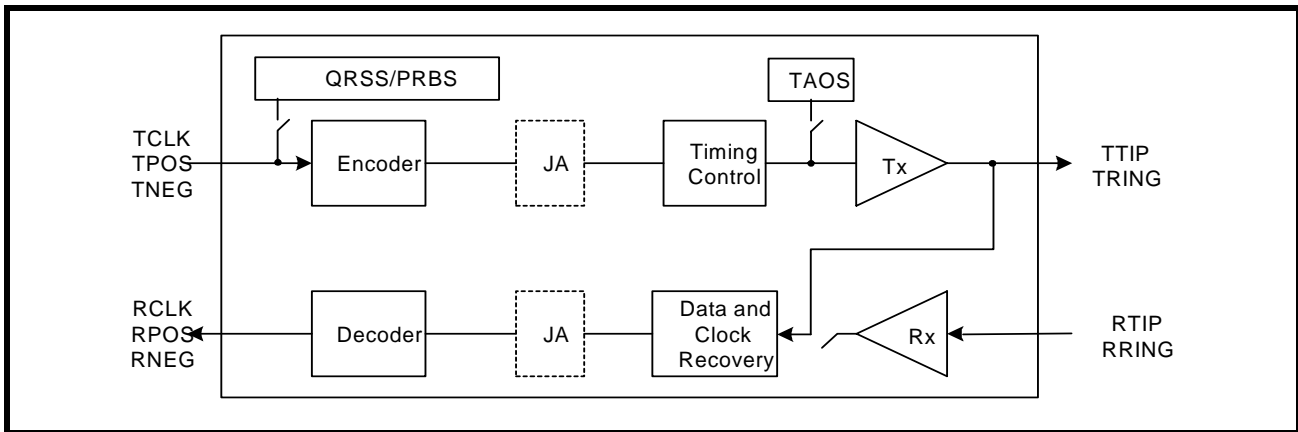 QRSS/PRBS
TAOS
TCLK
TPOS
TNEG
Encoder
JA
Timing
Control
Tx
TTIP
TRING
RCLK
RPOS
RNEG
Decoder
JA
Data and
Clock
Recovery
Rx
RTIP
RRING